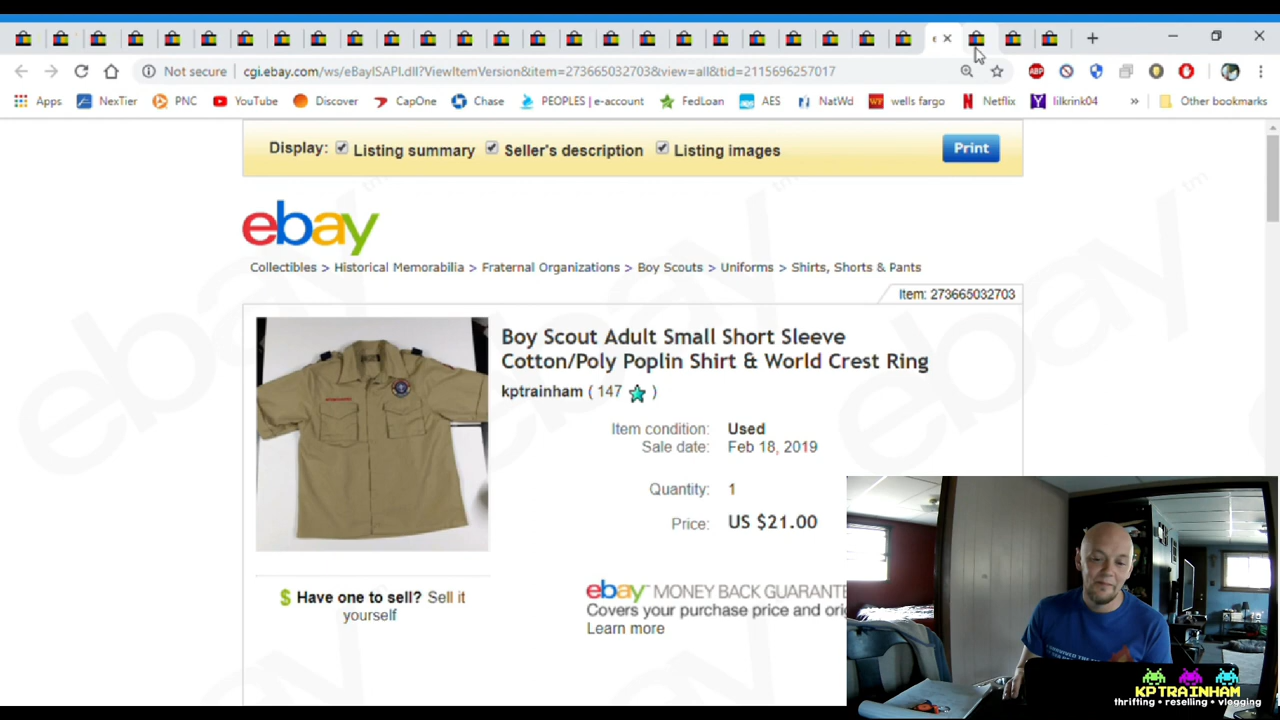 Not secure | cgi.ebay.com/ws/eBayISAPI.dll?ViewItemVersion&item=273665032703&view=all&tid=2115696257017
ABP
Apps NexTier PNC YouTube Discover CapOne Chase PEOPLES | e-account FedLoan AES NatWd wells fargo Netflix lilkrink04 » Other bookmarks
Display: Listing summary Seller's description Listing images Print
ebay
Collectibles > Historical Memorabilia > Fraternal Organizations > Boy Scouts > Uniforms > Shirts, Shorts & Pants
Item: 273665032703
Boy Scout Adult Small Short Sleeve
Cotton/Poly Poplin Shirt & World Crest Ring
kptrainham ( 147 )
Item condition: Used
Sale date: Feb 18, 2019
Quantity: 1
Price: US $21.00
$ Have one to sell? Sell it
yourself
ebay MONEY BACK GUARANTE
Covers your purchase price and ori
Learn more
KPTRAINHAM
thrifting • reselling • vlogging